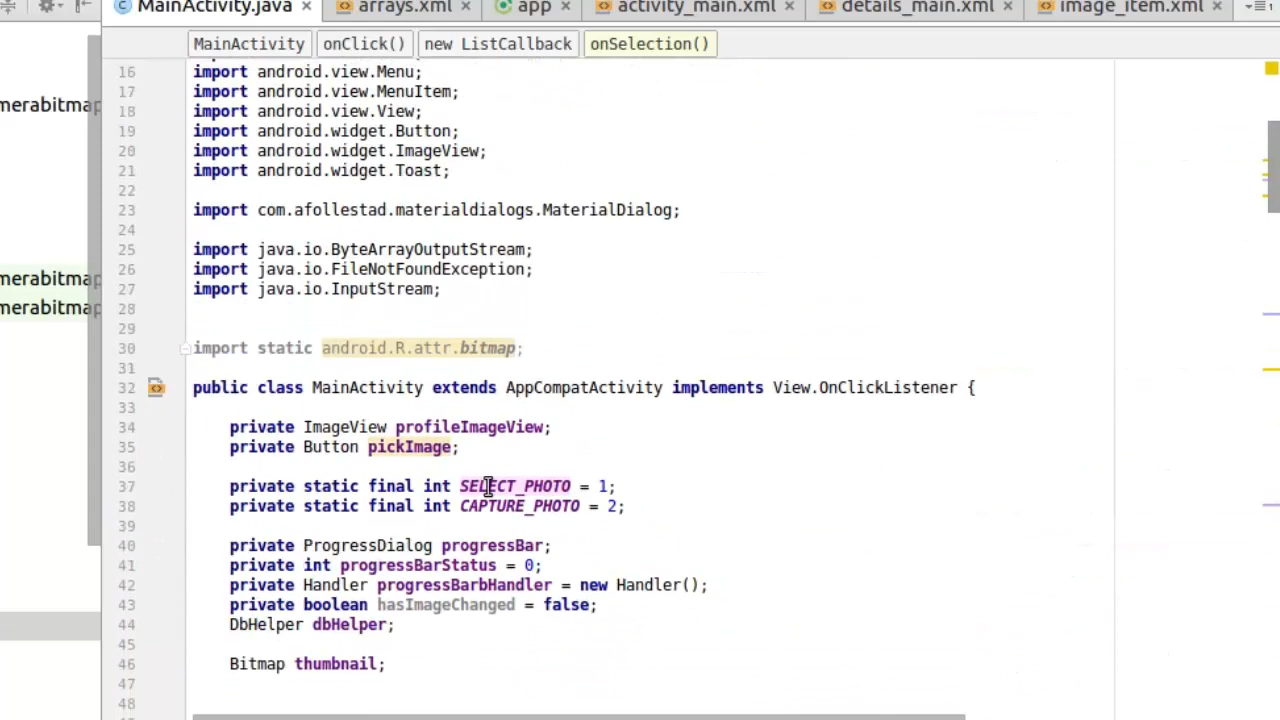 MainActivity.java × arrays.xml × app × activity_main.xml × details_main.xml × image_item.xml ×
MainActivity onClick() new ListCallback onSelection()
16 import android.view.Menu;
17 import android.view.MenuItem;
merabitmap
18 import android.view.View;
19 import android.widget.Button;
20 import android.widget.ImageView;
21 import android.widget.Toast;
22
23 import com.afollestad.materialdialogs.MaterialDialog;
24
25 import java.io.ByteArrayOutputStream;
26 import java.io.FileNotFoundException;
merabitmap
27 import java.io.InputStream;
merabitmap
28
29
30 import static android.R.attr.bitmap;
31
32 public class MainActivity extends AppCompatActivity implements View.OnClickListener {
33
34 private ImageView profileImageView;
35 private Button pickImage;
36
37 private static final int SELECT_PHOTO = 1;
38 private static final int CAPTURE_PHOTO = 2;
39
40 private ProgressDialog progressBar;
41 private int progressBarStatus = 0;
42 private Handler progressBarbHandler = new Handler();
43 private boolean hasImageChanged = false;
44 DbHelper dbHelper;
45
46 Bitmap thumbnail;
47
48